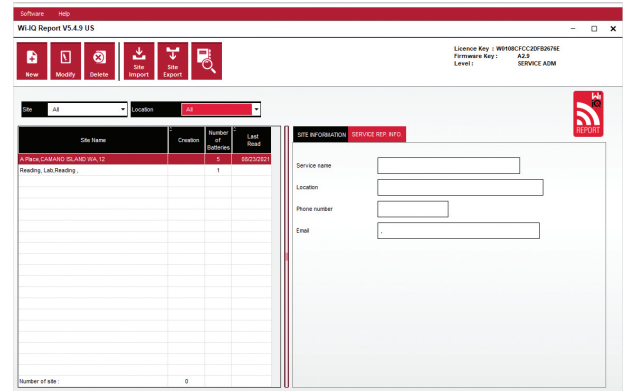 Software Help
Wi-IQ Report V5.4.9 US
New
Modify
Delete
Site Import
Site Export
Licence Key : W0108CFCC2DFB2676E
Firmware Key : A2.9
Level : SERVICE ADM
Site All Location All
Wi iQ
REPORT
Site Name Creation Number of Batteries Last Read
A Place,CAMANO ISLAND WA,12 5 08/23/2021
Reading, Lab,Reading , 1
Number of site : 0
SITE INFORMATION SERVICE REP. INFO.
Service name
Location
Phone number
Email ,